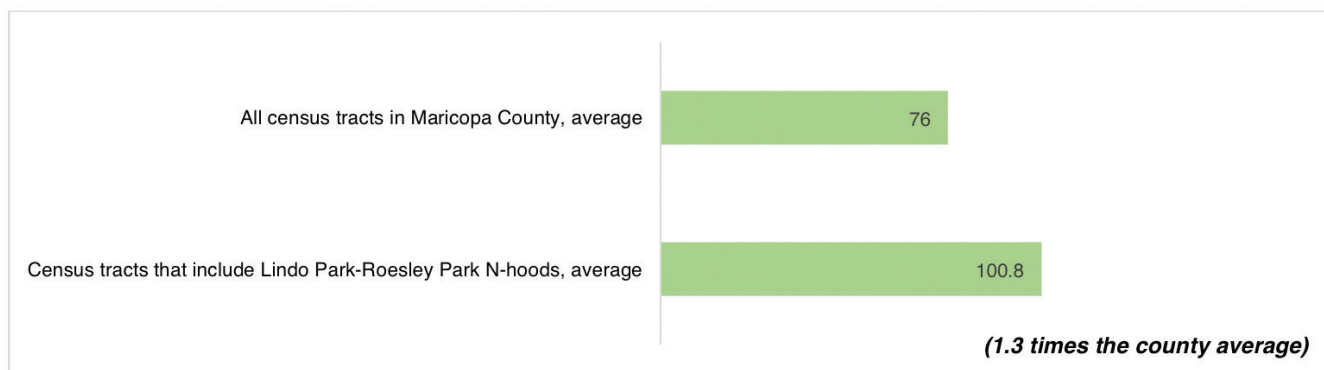 All census tracts in Maricopa County, average
76
Census tracts that include Lindo Park-Roesley Park N-hoods, average
100.8
(1.3 times the county average)